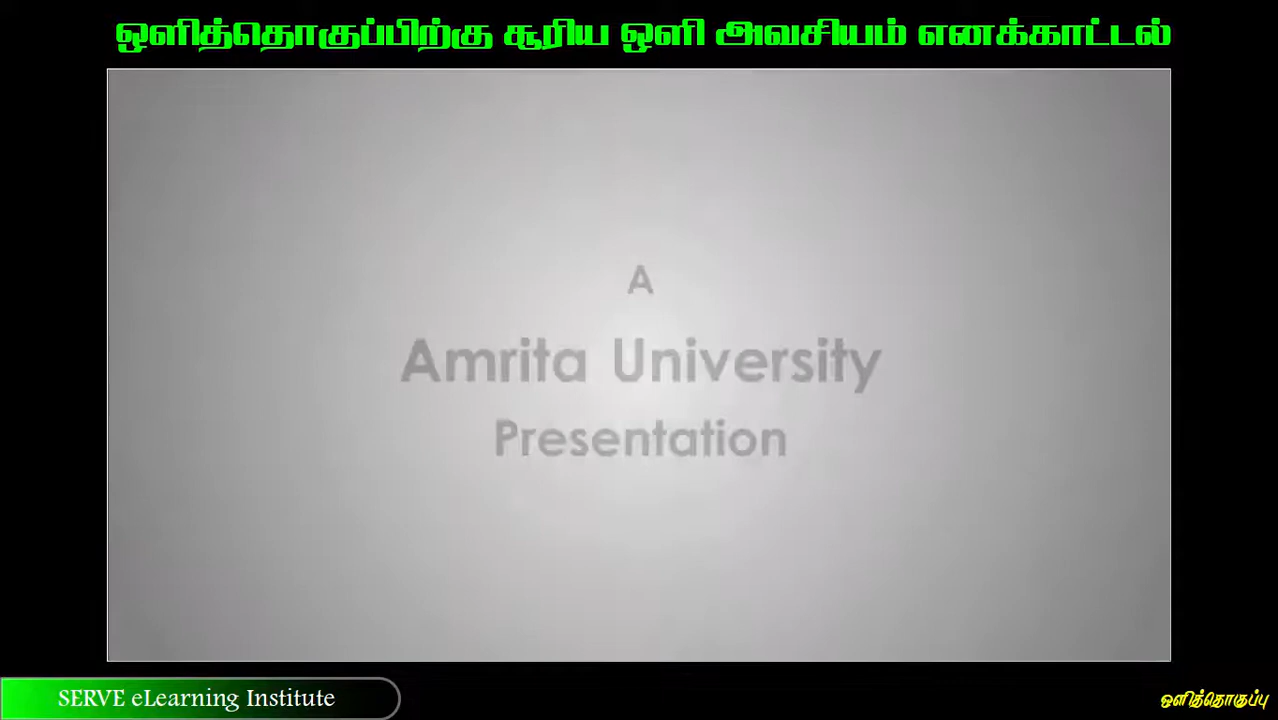 ஒளித்தொகுப்பிற்கு சூரிய ஒளி அவசியம் எனக்காட்டல்
A
Amrita University
Presentation
SERVE eLearning Institute
ஒளித்தொகுப்பு